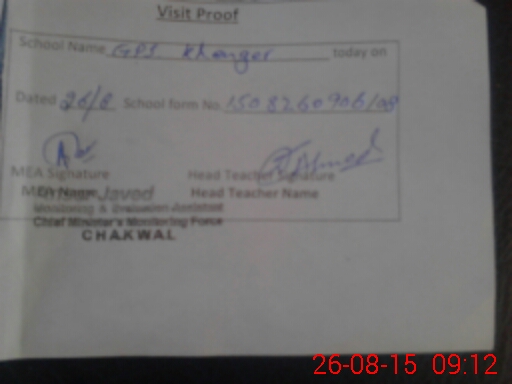 Visit Proof
School Name GPS Khanger today on
Dated 26/8 School form No. 1508260906/08
MEA Signature Head Teacher Signature
MEA Name Javed Head Teacher Name
Monitoring & Evaluation Assistant
Chief Minister's Monitoring Force
CHAKWAL
26-08-15 09:12